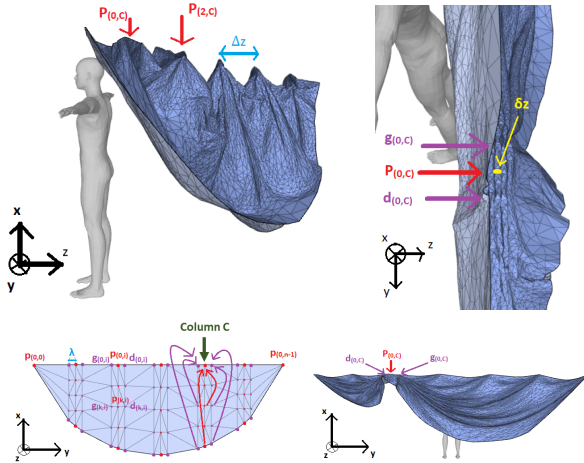 P(0,C)
P(2,C)
Δz
x
z
y
δz
g(0,C)
P(0,C)
d(0,C)
x
z
y
Column C
p(0,0)
λ
g(0,i)
p(0,i)
d(0,i)
p(0,n-1)
g(k,i)
p(k,i)
d(k,i)
x
z
y
d(0,C)
P(0,C)
g(0,C)
x
z
y